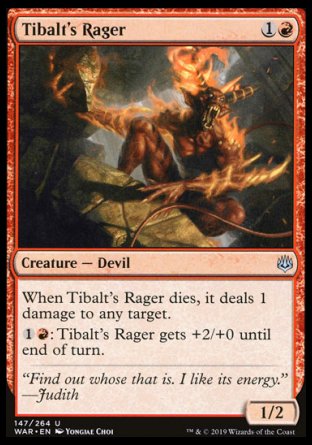 Tibalt's Rager 1
Creature — Devil
When Tibalt's Rager dies, it deals 1
damage to any target.
1 : Tibalt's Rager gets +2/+0 until
end of turn.
"Find out whose that is. I like its energy."
—Judith
1/2
147/264 U
WAR • EN Yongjae Choi
™ & © 2019 Wizards of the Coast